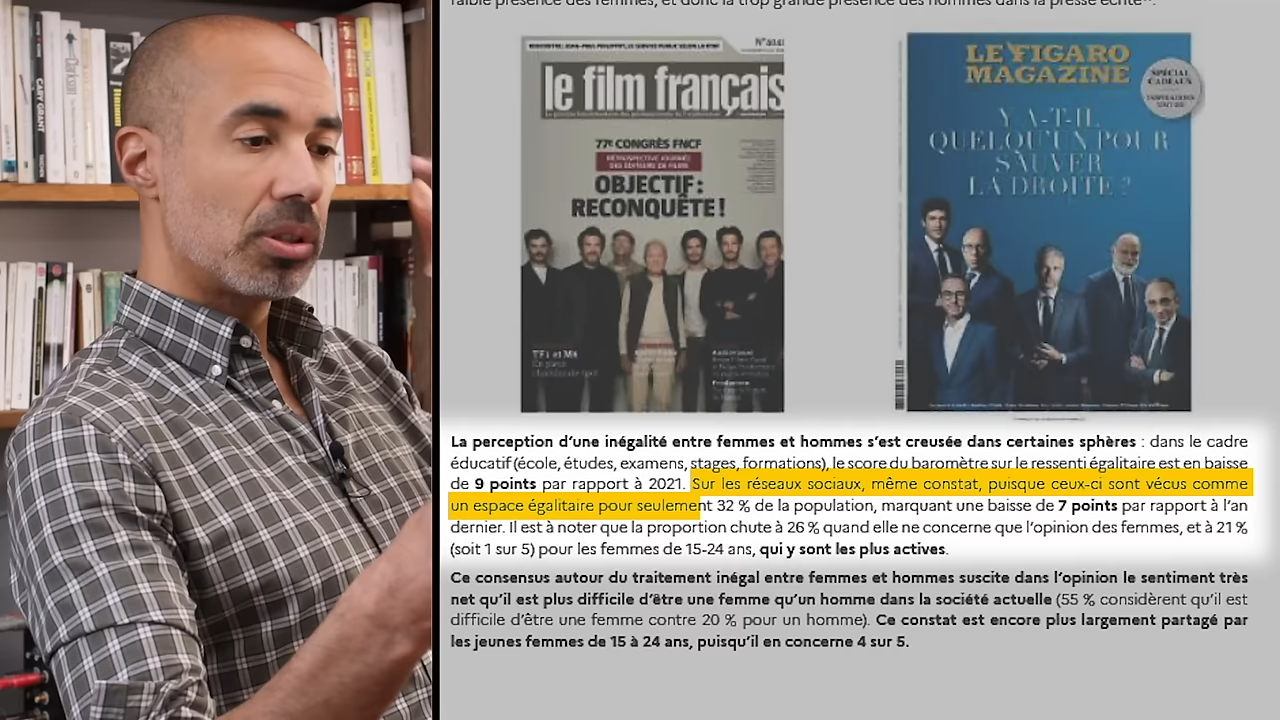 faible présence des femmes, et donc la trop grande présence des hommes dans la presse écrite
CARY GRANT
N°4041
le film français
77e CONGRÈS FNCF
RÉTROSPECTIVE JOURNÉE
DES ÉDITEURS DE FILMS
OBJECTIF :
RECONQUÊTE !
TF1 et M6
LE FIGARO
MAGAZINE
SPÉCIAL
CADEAUX
Y A-T-IL
QUELQU'UN POUR
SAUVER
LA DROITE ?
La perception d'une inégalité entre femmes et hommes s'est creusée dans certaines sphères : dans le cadre
éducatif (école, études, examens, stages, formations), le score du baromètre sur le ressenti égalitaire est en baisse
de 9 points par rapport à 2021. Sur les réseaux sociaux, même constat, puisque ceux-ci sont vécus comme
un espace égalitaire pour seulement 32 % de la population, marquant une baisse de 7 points par rapport à l'an
dernier. Il est à noter que la proportion chute à 26 % quand elle ne concerne que l'opinion des femmes, et à 21 %
(soit 1 sur 5) pour les femmes de 15-24 ans, qui y sont les plus actives.
Ce consensus autour du traitement inégal entre femmes et hommes suscite dans l'opinion le sentiment très
net qu'il est plus difficile d'être une femme qu'un homme dans la société actuelle (55 % considèrent qu'il est
difficile d'être une femme contre 20 % pour un homme). Ce constat est encore plus largement partagé par
les jeunes femmes de 15 à 24 ans, puisqu'il en concerne 4 sur 5.